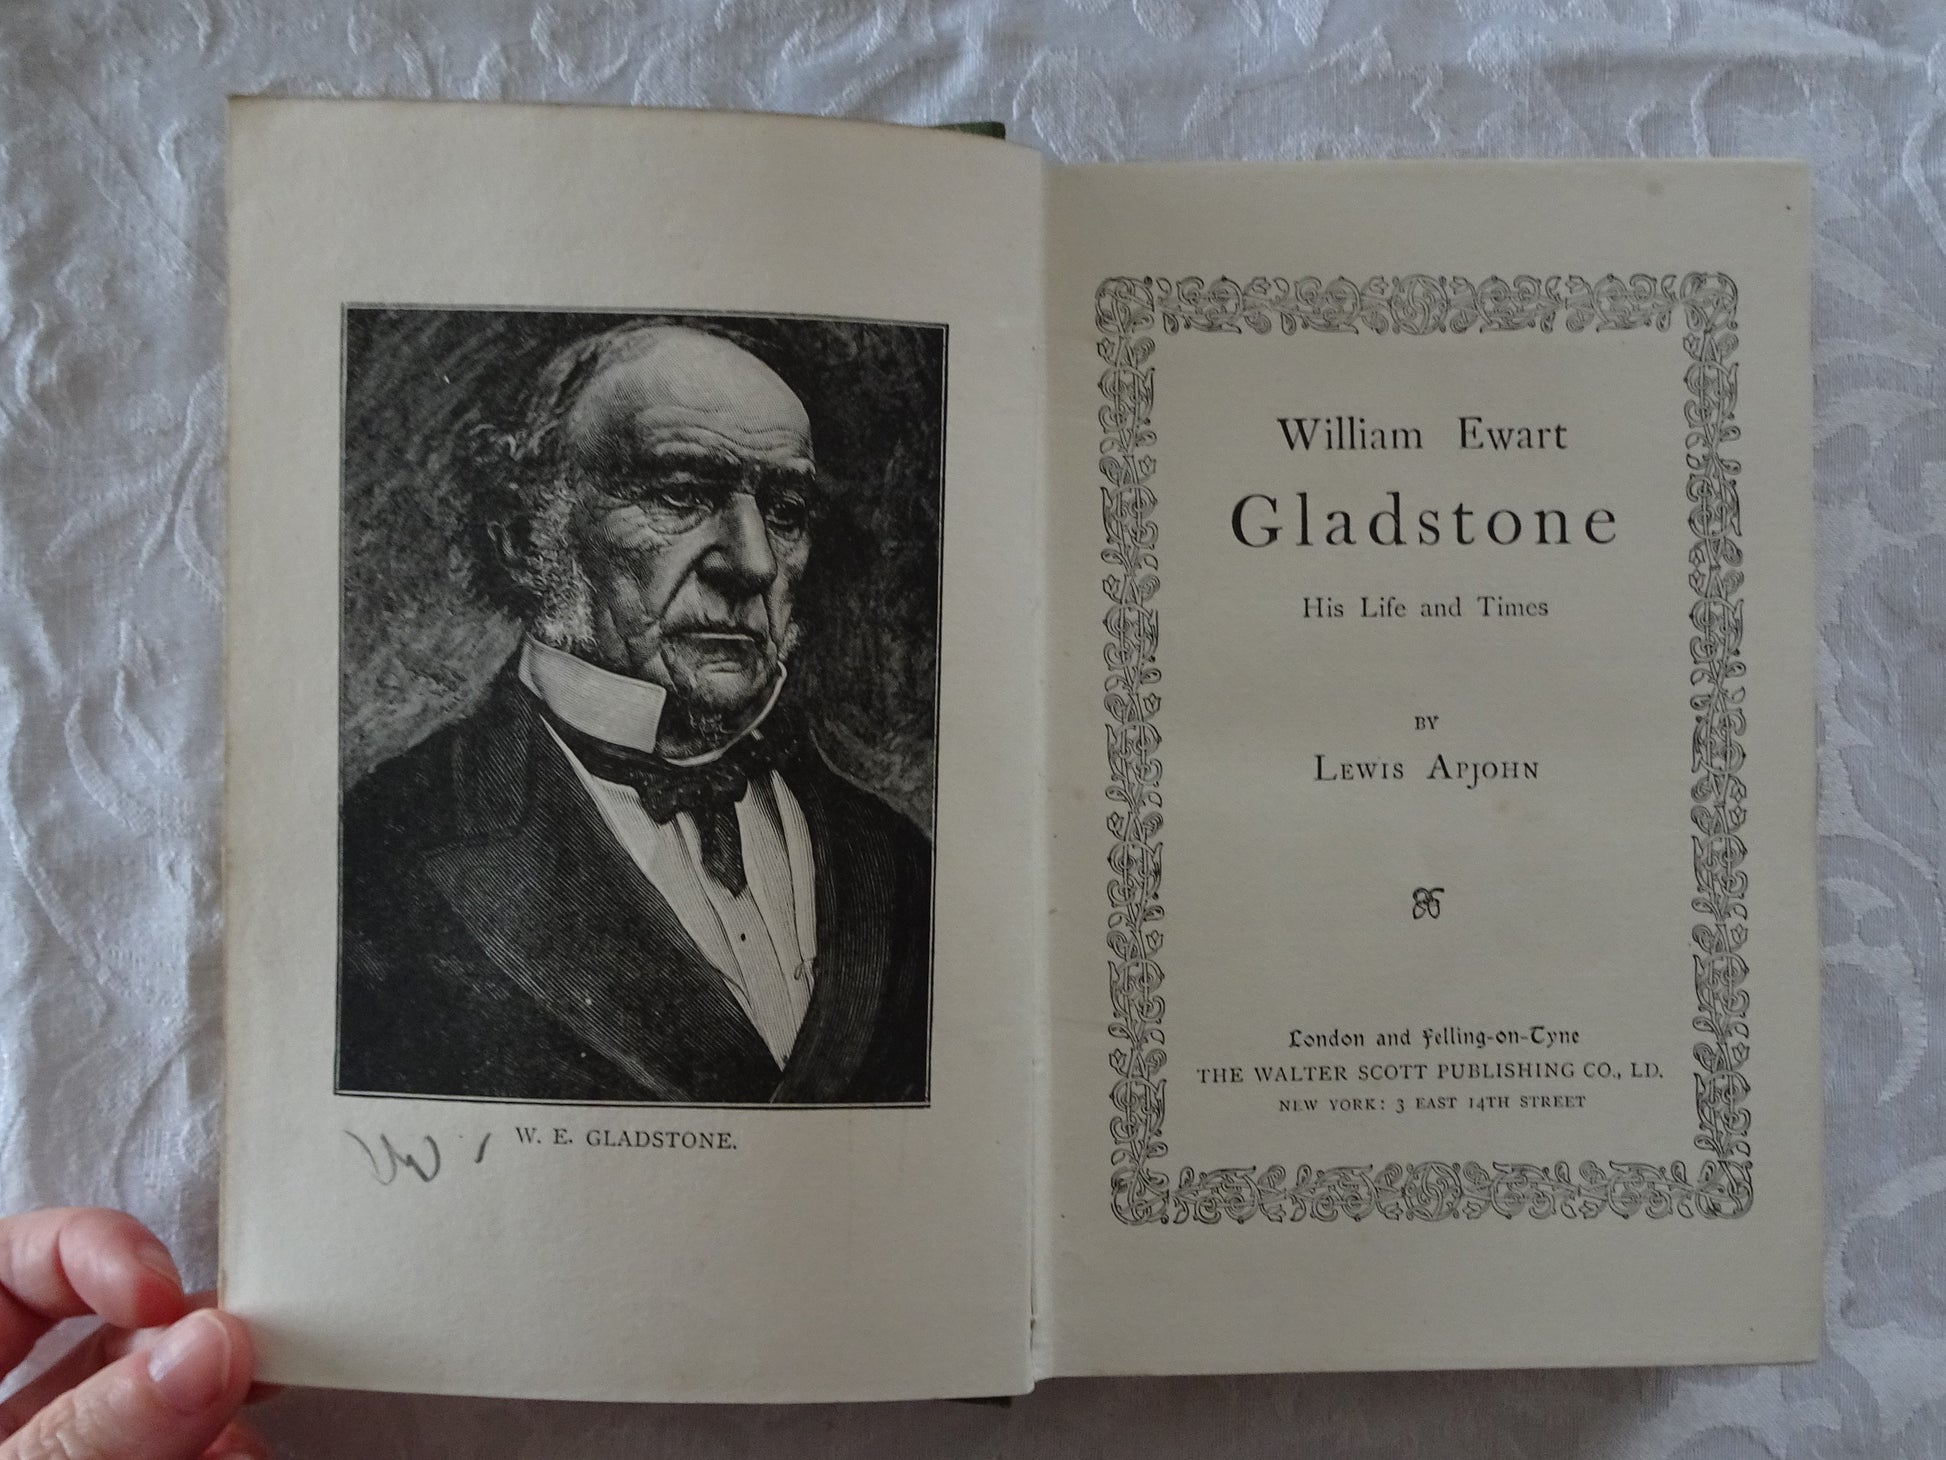 W. E. GLADSTONE.
William Ewart
Gladstone
His Life and Times
BY
LEWIS APJOHN
London and Felling-on-Tyne
THE WALTER SCOTT PUBLISHING CO., LD.
NEW YORK: 3 EAST 14TH STREET